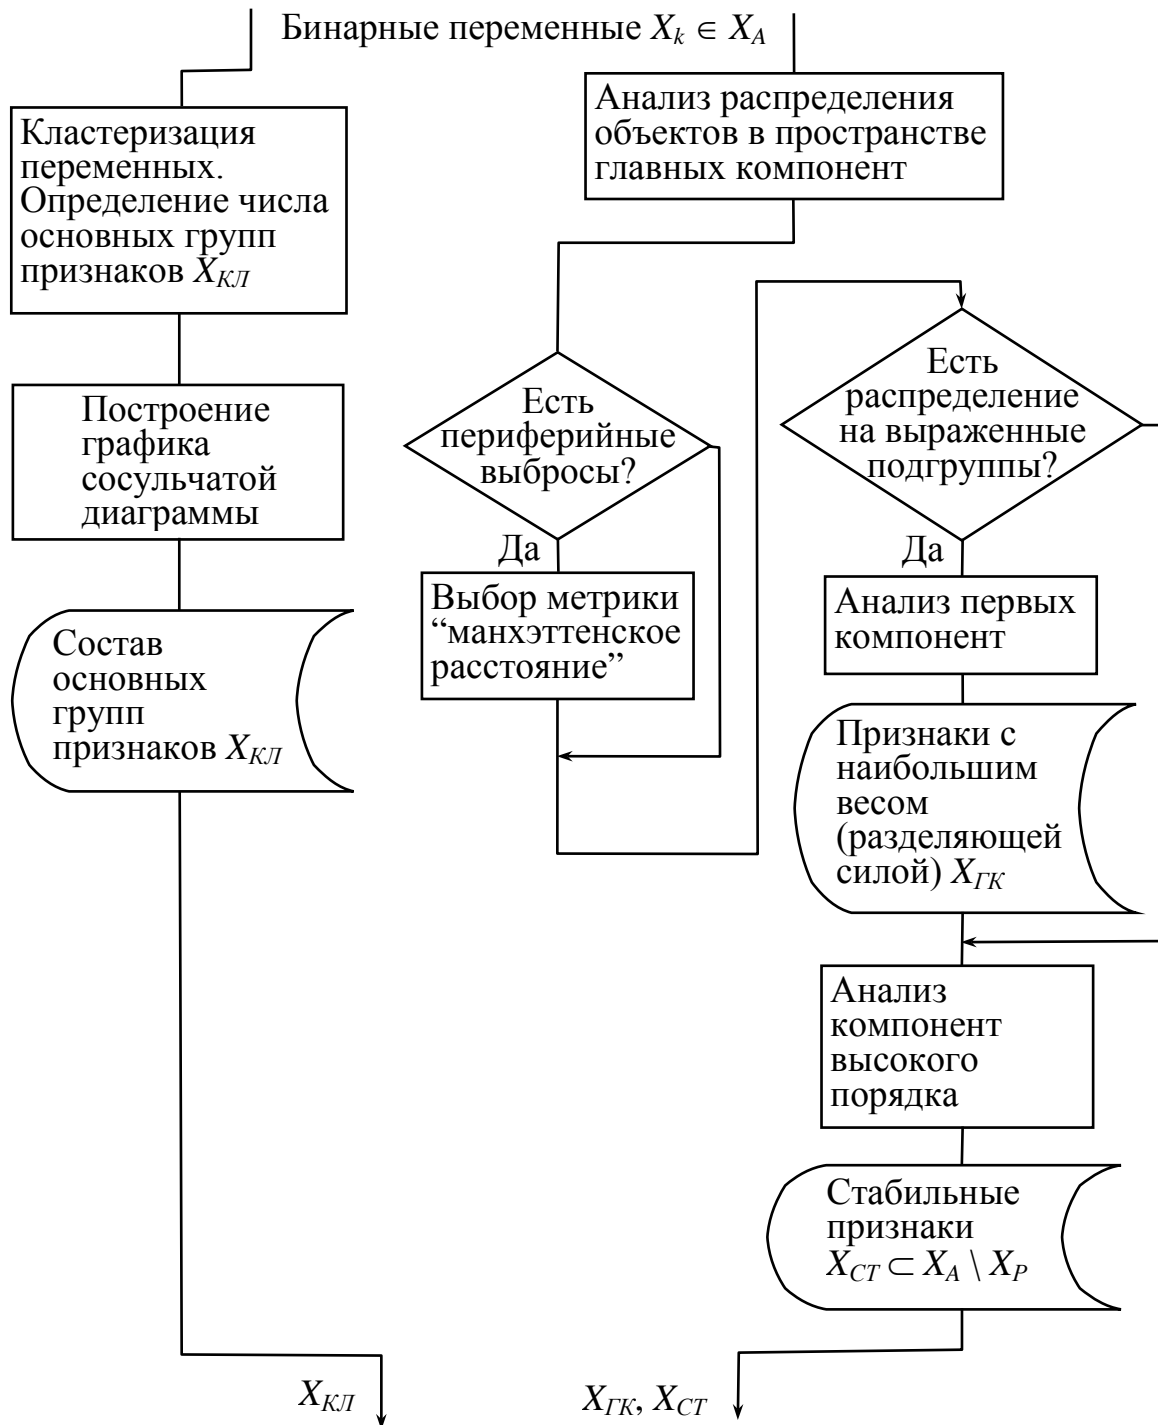 Бинарные переменные X_k ∈ X_A
Кластеризация
переменных.
Определение числа
основных групп
признаков X_КЛ
Построение
графика
сосульчатой
диаграммы
Состав
основных
групп
признаков X_КЛ
Анализ распределения
объектов в пространстве
главных компонент
Есть
периферийные
выбросы?
Да
Выбор метрики
“манхэттенское
расстояние”
Есть
распределение
на выраженные
подгруппы?
Да
Анализ первых
компонент
Признаки с
наибольшим
весом
(разделяющей
силой) X_ГК
Анализ
компонент
высокого
порядка
Стабильные
признаки
X_СТ ⊂ X_A \ X_P
X_КЛ
X_ГК, X_СТ